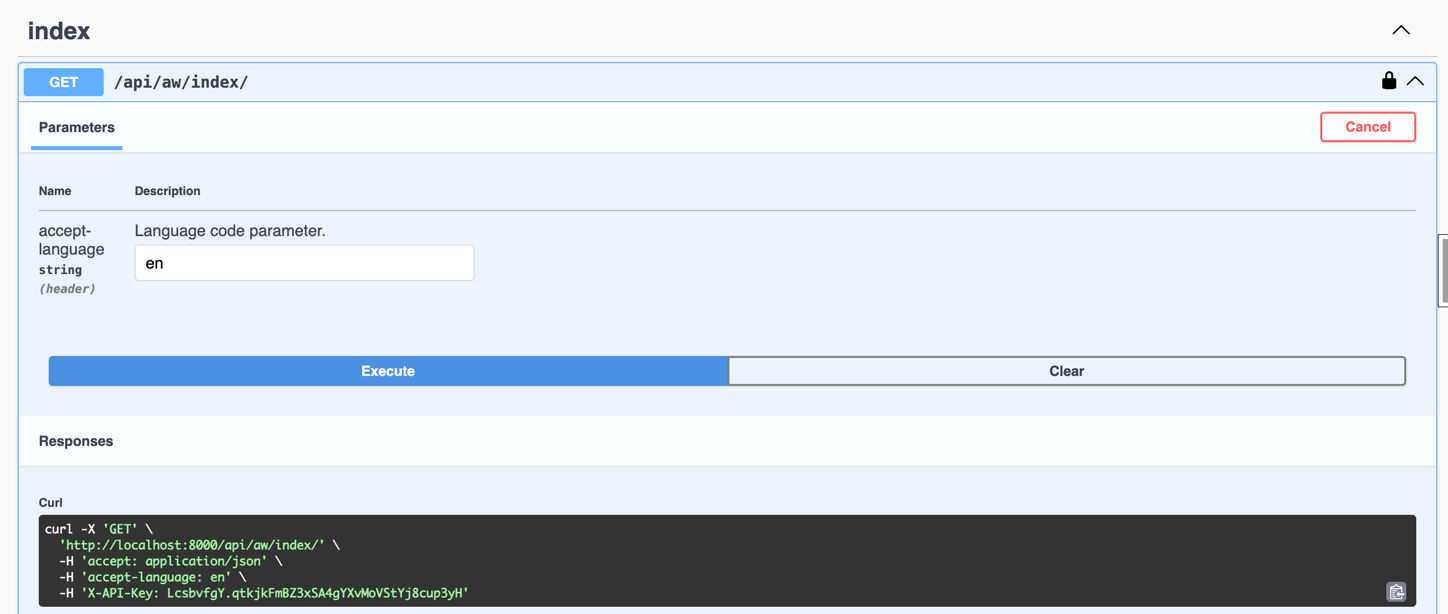 index
GET /api/aw/index/
Parameters
Cancel
Name Description
accept-language Language code parameter.
string en
(header)
Execute Clear
Responses
Curl
curl -X 'GET' \
'http://localhost:8000/api/aw/index/' \
-H 'accept: application/json' \
-H 'accept-language: en' \
-H 'X-API-Key: LcsbvfgY.qtkjkFmBZ3xSA4gYXvMoVStYj8cup3yH'